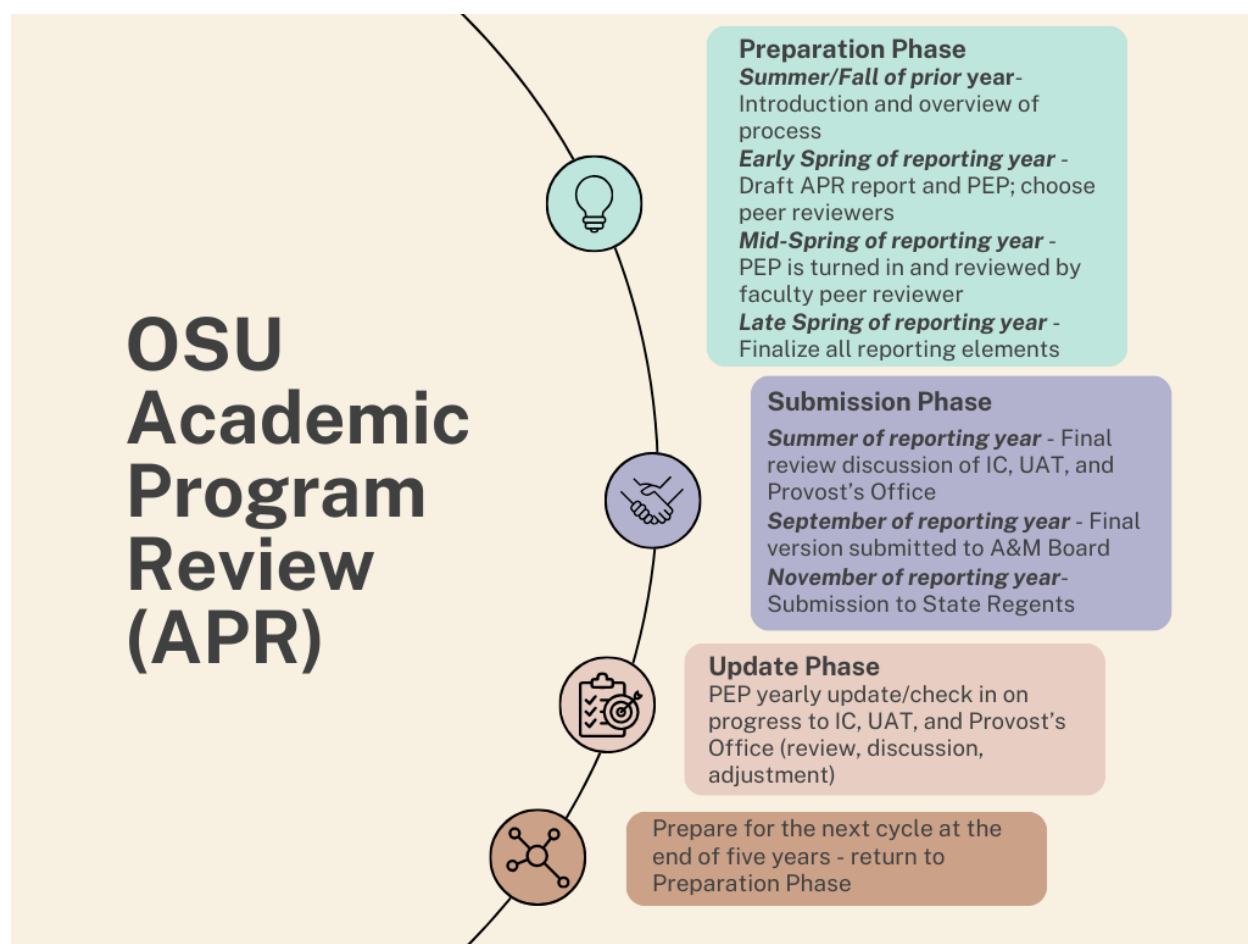 OSU
Academic
Program
Review
(APR)
Preparation Phase
Summer/Fall of prior year-
Introduction and overview of
process
Early Spring of reporting year -
Draft APR report and PEP; choose
peer reviewers
Mid-Spring of reporting year -
PEP is turned in and reviewed by
faculty peer reviewer
Late Spring of reporting year -
Finalize all reporting elements
Submission Phase
Summer of reporting year - Final
review discussion of IC, UAT, and
Provost’s Office
September of reporting year - Final
version submitted to A&M Board
November of reporting year-
Submission to State Regents
Update Phase
PEP yearly update/check in on
progress to IC, UAT, and Provost’s
Office (review, discussion,
adjustment)
Prepare for the next cycle at the
end of five years - return to
Preparation Phase